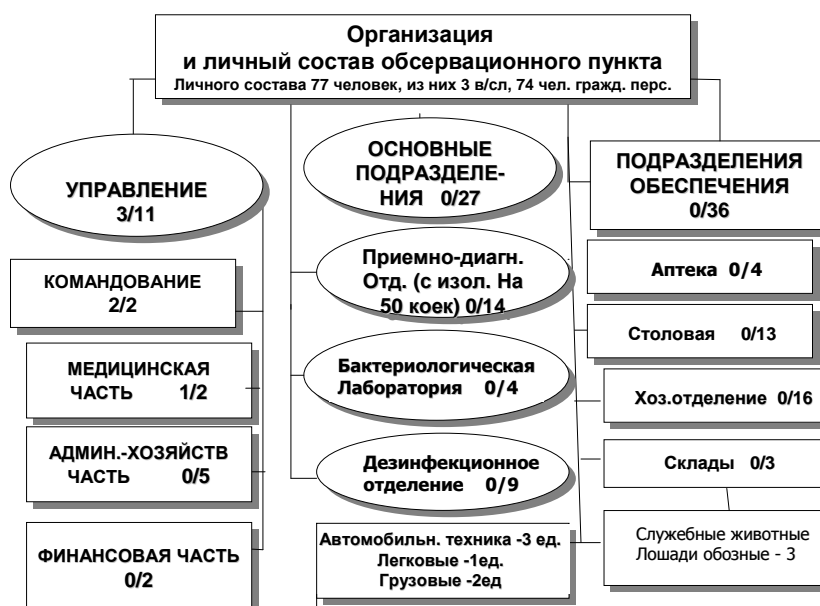 Организация
и личный состав обсервационного пункта
Личного состава 77 человек, из них 3 в/сл, 74 чел. гражд. перс.
УПРАВЛЕНИЕ
3/11
КОМАНДОВАНИЕ
2/2
МЕДИЦИНСКАЯ
ЧАСТЬ 1/2
АДМИН.-ХОЗЯЙСТВ
ЧАСТЬ 0/5
ФИНАНСОВАЯ ЧАСТЬ
0/2
ОСНОВНЫЕ
ПОДРАЗДЕЛЕ-
НИЯ 0/27
Приемно-диагн.
Отд. (с изол. На
50 коек) 0/14
Бактериологическая
Лаборатория 0/4
Дезинфекционное
отделение 0/9
Автомобильн. техника -3 ед.
Легковые -1ед.
Грузовые -2ед
ПОДРАЗДЕЛЕНИЯ
ОБЕСПЕЧЕНИЯ
0/36
Аптека 0/4
Столовая 0/13
Хоз.отделение 0/16
Склады 0/3
Служебные животные
Лошади обозные - 3